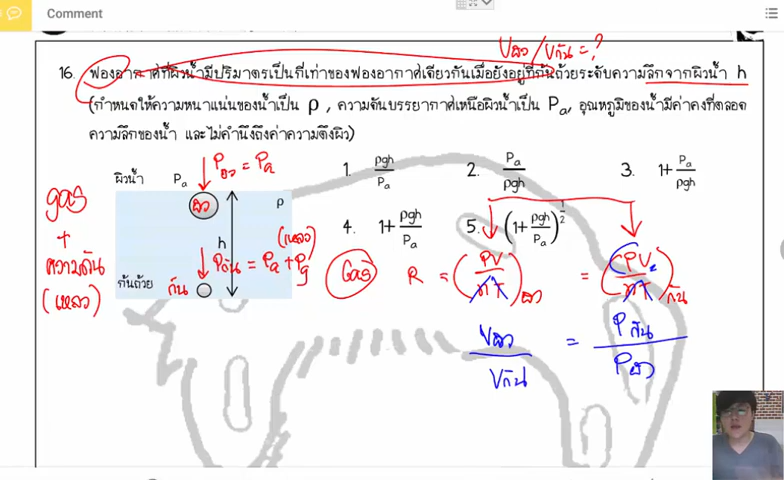 Comment
Vผิว/Vก้น = ?
16. ฟองอากาศที่ผิวน้ำมีปริมาตรเป็นกี่เท่าของฟองอากาศเดียวกันเมื่อยังอยู่ที่ก้นถ้วยระดับความลึกจากผิวน้ำ h
(กำหนดให้ความหนาแน่นของน้ำเป็น ρ, ความดันบรรยากาศเหนือผิวน้ำเป็น Pa, อุณหภูมิของน้ำมีค่าคงที่ตลอด
ความลึกของน้ำ และไม่คำนึงถึงค่าความตึงผิว)
Pผิว = Pa
ผิวน้ำ Pa ผิว ρ
h
ก้นถ้วย ก้น
Pก้น = Pa + Pg
(เหลว)
gas
+
ความดัน
(เหลว)
1. ρgh/Pa 2. Pa/ρgh 3. 1+Pa/ρgh
4. 1+ρgh/Pa 5. (1+ρgh/Pa)^1/2
Gas R = (PV/nT)ผิว = (PV/nT)ก้น
Vผิว/Vก้น = Pก้น/Pผิว